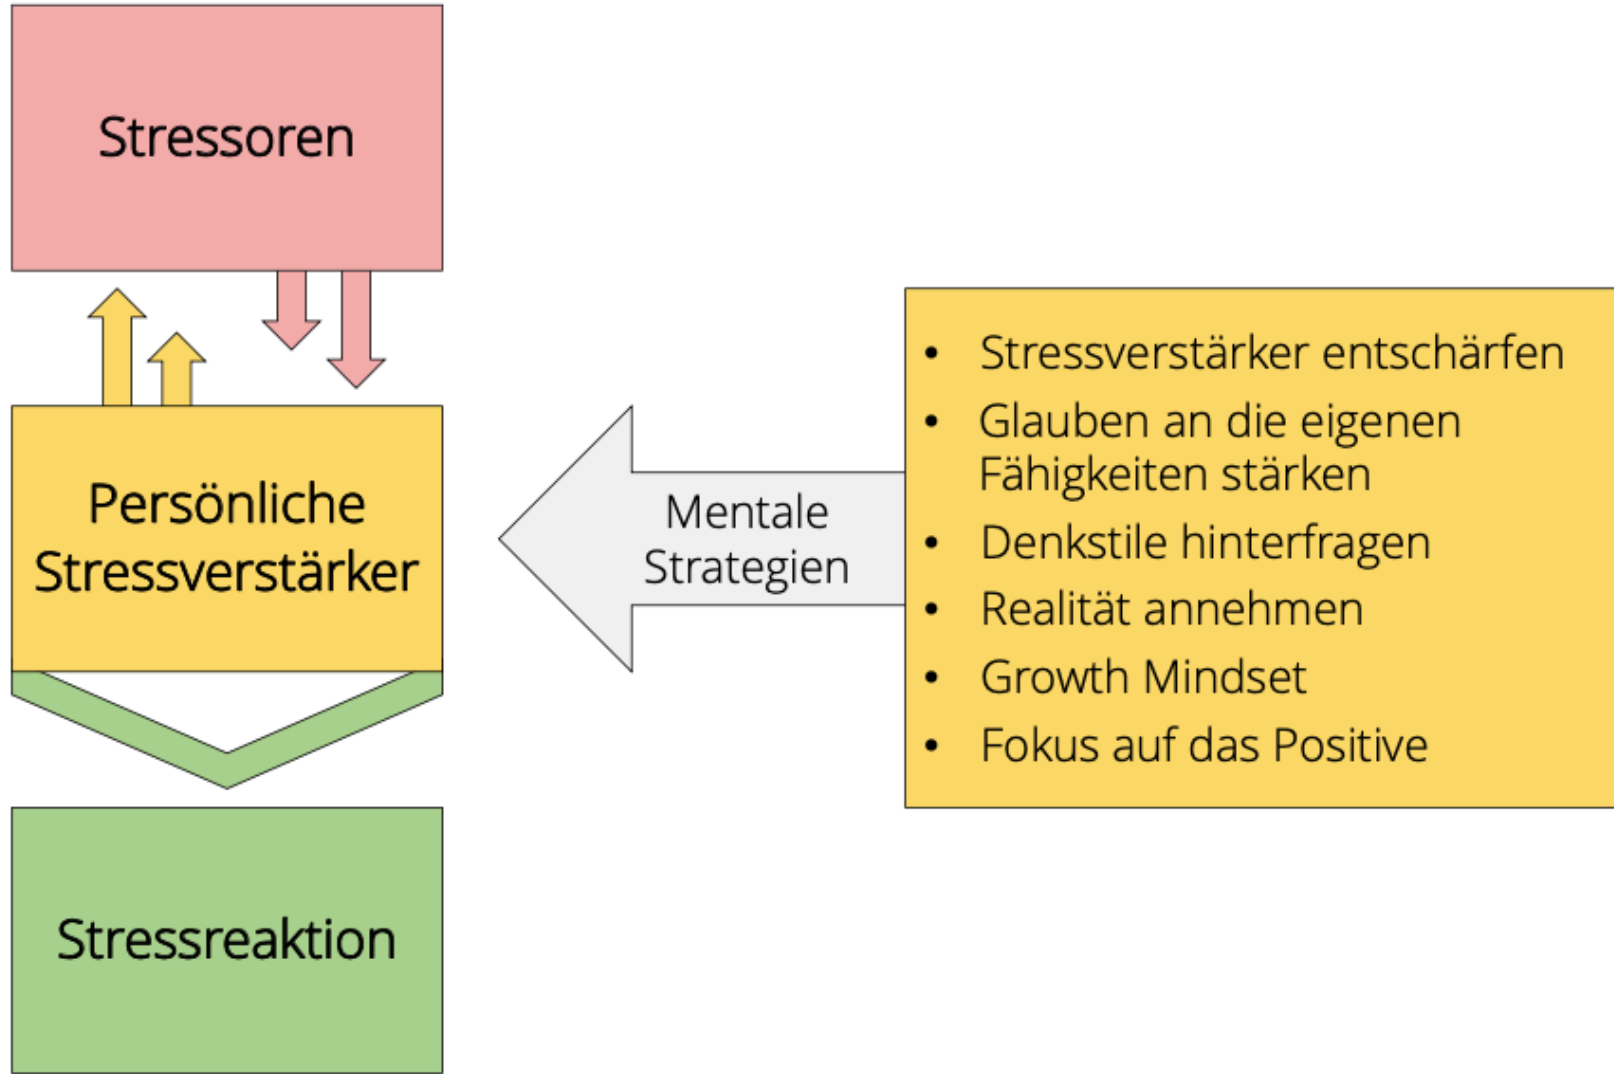 Stressoren
Persönliche
Stressverstärker
Stressreaktion
Mentale
Strategien
• Stressverstärker entschärfen
• Glauben an die eigenen
Fähigkeiten stärken
• Denkstile hinterfragen
• Realität annehmen
• Growth Mindset
• Fokus auf das Positive